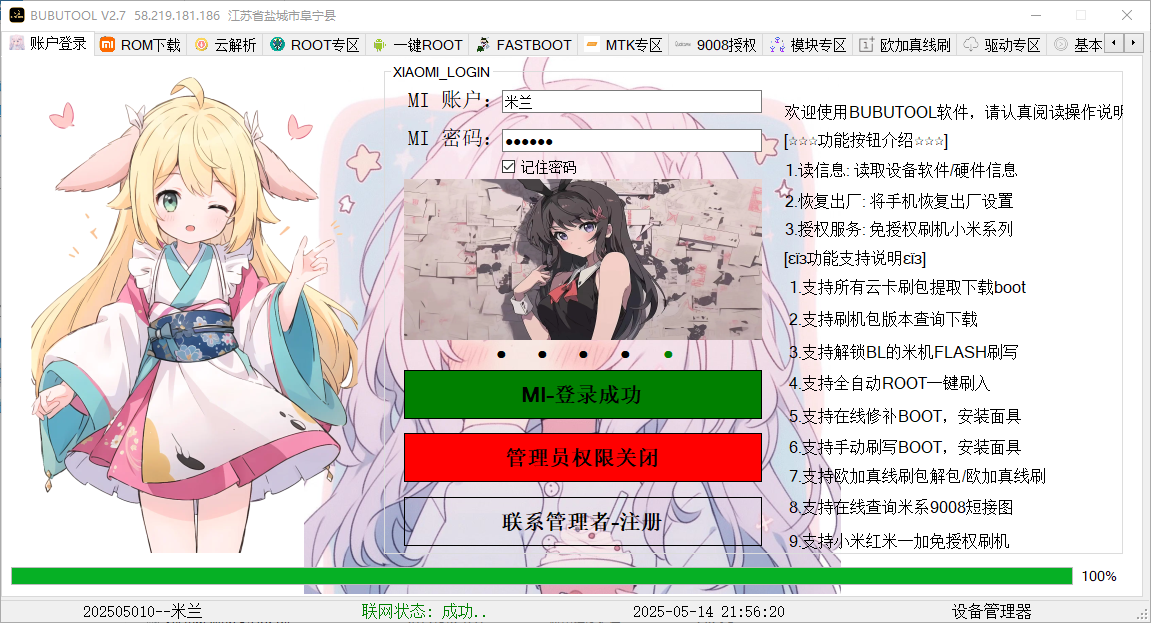 BUBUTOOL V2.7 58.219.181.186 江苏省盐城市阜宁县
账户登录 ROM下载 云解析 ROOT专区 一键ROOT FASTBOOT MTK专区 9008授权 模块专区 欧加真线刷 驱动专区 基本
XIAOMI_LOGIN
MI 账户: 米兰
MI 密码: ●●●●●●
记住密码
MI-登录成功
管理员权限关闭
联系管理者-注册
欢迎使用BUBUTOOL软件，请认真阅读操作说明
[☆☆☆功能按钮介绍☆☆☆]
1.读信息: 读取设备软件/硬件信息
2.恢复出厂: 将手机恢复出厂设置
3.授权服务: 免授权刷机小米系列
[εïз功能支持说明εïз]
1.支持所有云卡刷包提取下载boot
2.支持刷机包版本查询下载
3.支持解锁BL的米机FLASH刷写
4.支持全自动ROOT一键刷入
5.支持在线修补BOOT，安装面具
6.支持手动刷写BOOT，安装面具
7.支持欧加真线刷包解包/欧加真线刷
8.支持在线查询米系9008短接图
9.支持小米红米一加免授权刷机
100%
202505010--米兰 联网状态: 成功.. 2025-05-14 21:56:20 设备管理器